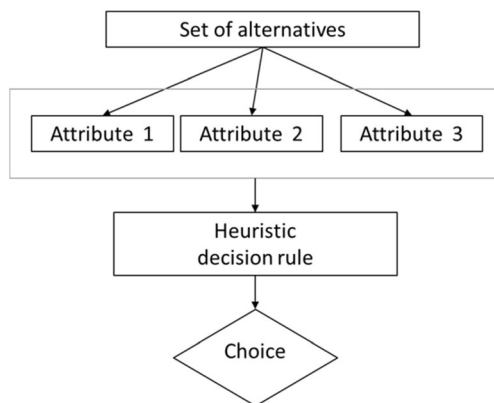 Set of alternatives
Attribute 1
Attribute 2
Attribute 3
Heuristic
decision rule
Choice